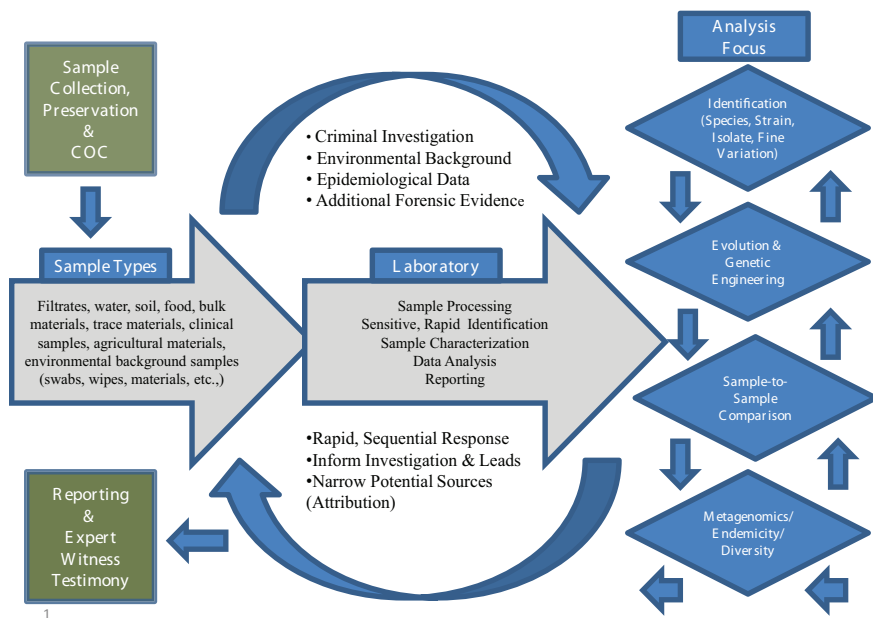 Sample
Collection,
Preservation
&
COC
Sample Types
Filtrates, water, soil, food, bulk
materials, trace materials, clinical
samples, agricultural materials,
environmental background samples
(swabs, wipes, materials, etc.,)
Reporting
&
Expert
Witness
Testimony
1
• Criminal Investigation
• Environmental Background
• Epidemiological Data
• Additional Forensic Evidence
Laboratory
Sample Processing
Sensitive, Rapid Identification
Sample Characterization
Data Analysis
Reporting
•Rapid, Sequential Response
•Inform Investigation & Leads
•Narrow Potential Sources
(Attribution)
Analysis
Focus
Identification
(Species, Strain,
Isolate, Fine
Variation)
Evolution &
Genetic
Engineering
Sample-to-
Sample
Comparison
Metagenomics/
Endemicity/
Diversity